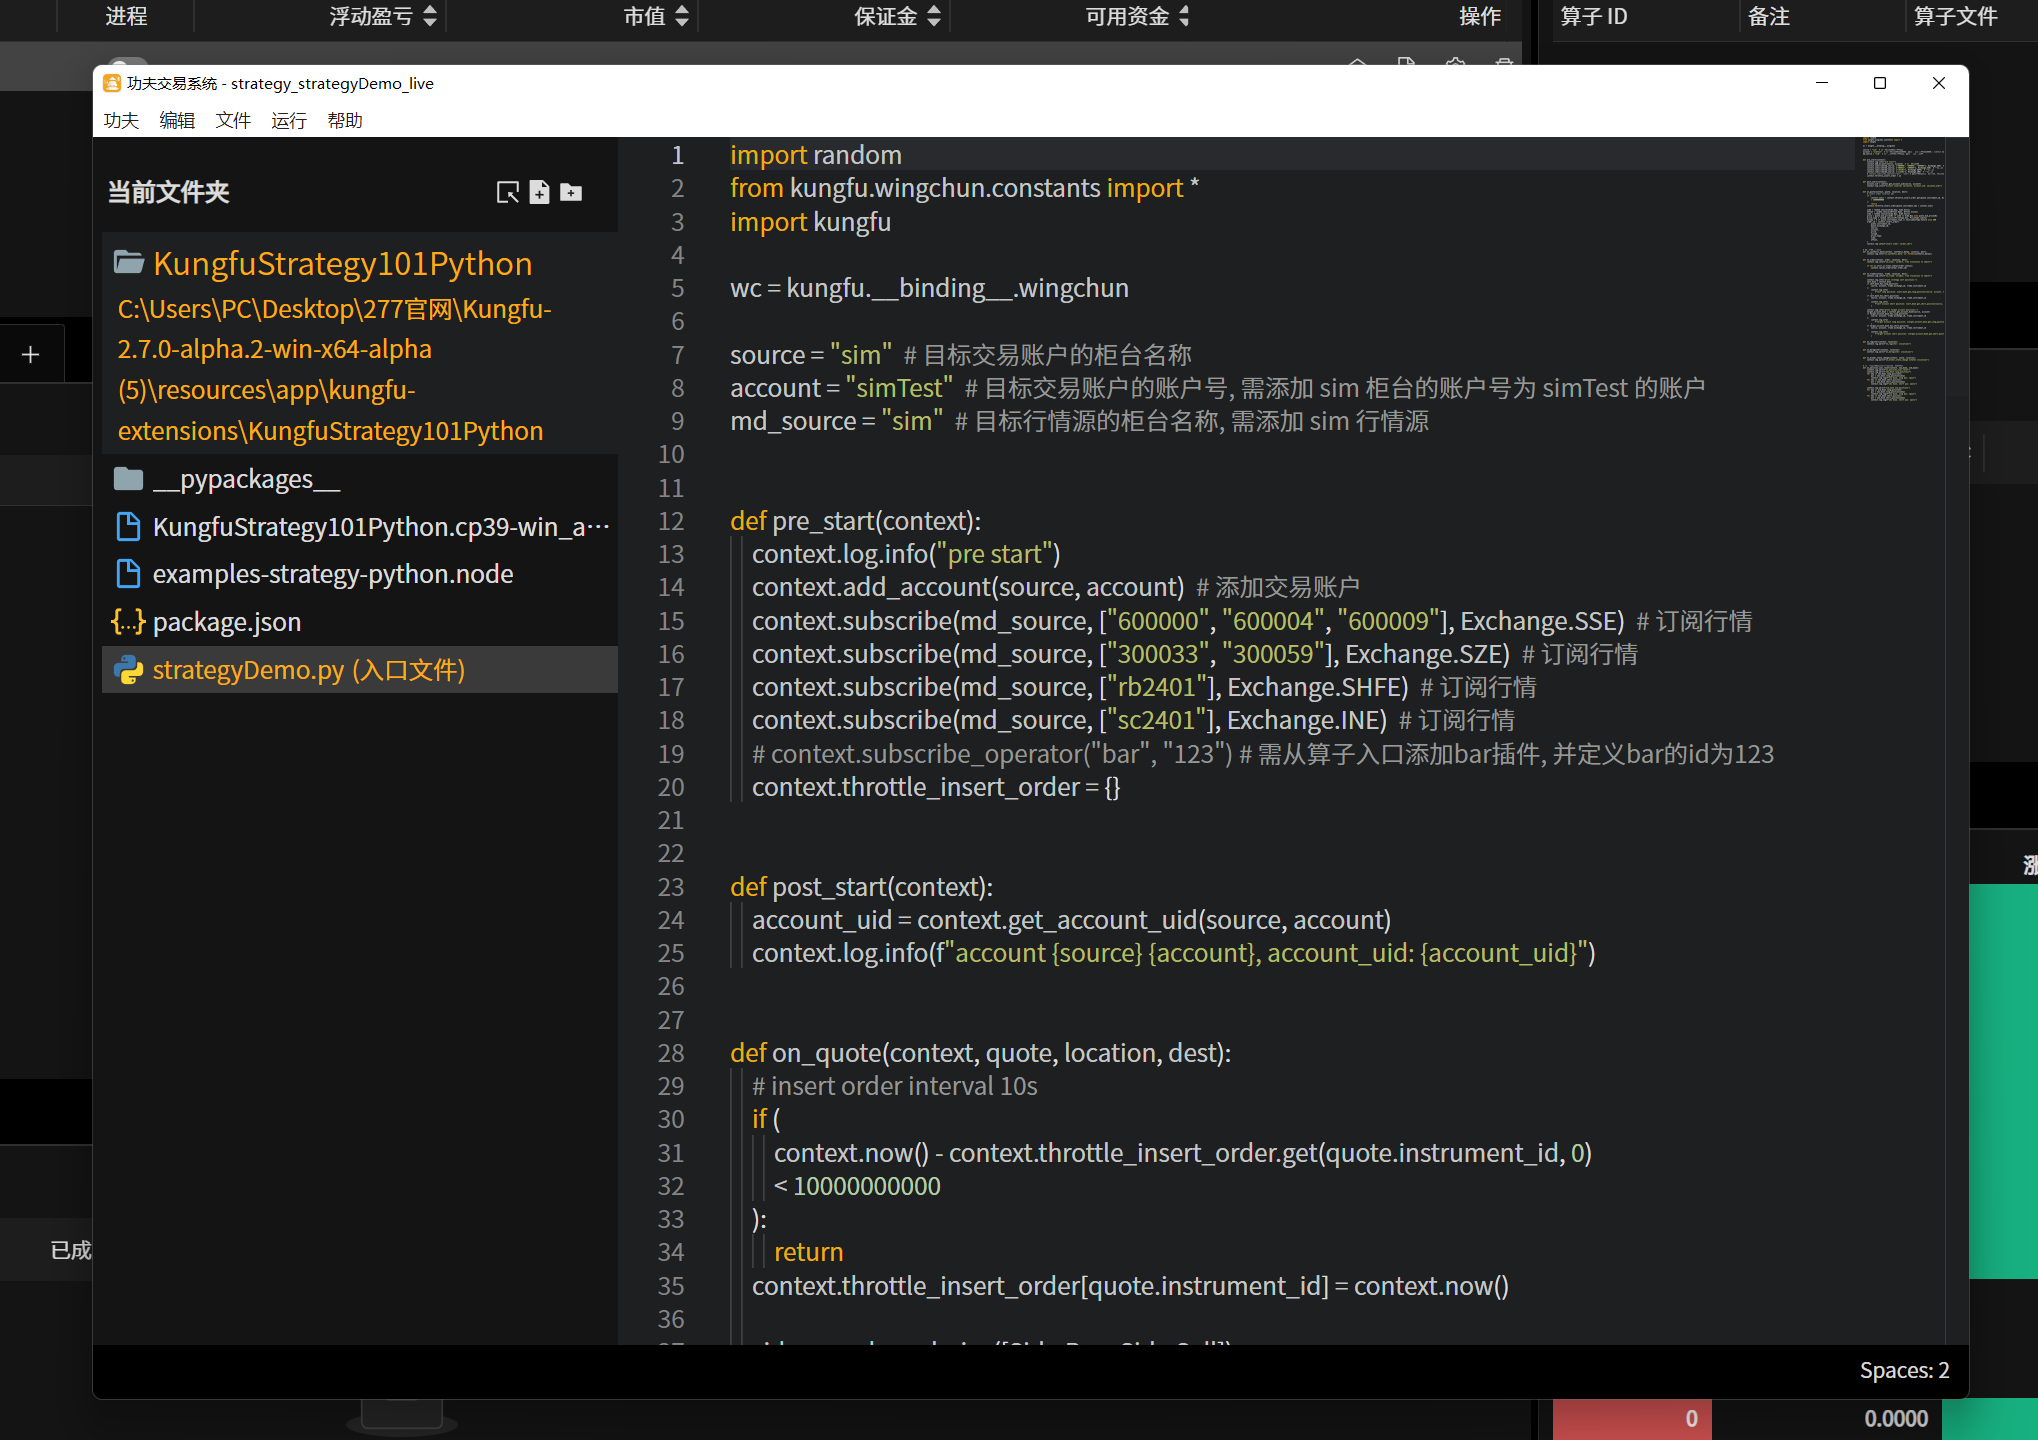 进程 浮动盈亏 市值 保证金 可用资金 操作 算子 ID 备注 算子文件
功夫交易系统 - strategy_strategyDemo_live
功夫 编辑 文件 运行 帮助
当前文件夹
KungfuStrategy101Python
C:\Users\PC\Desktop\277官网\Kungfu-
2.7.0-alpha.2-win-x64-alpha
(5)\resources\app\kungfu-
extensions\KungfuStrategy101Python
__pypackages__
KungfuStrategy101Python.cp39-win_a···
examples-strategy-python.node
package.json
strategyDemo.py (入口文件)
1 import random
2 from kungfu.wingchun.constants import *
3 import kungfu
4
5 wc = kungfu.__binding__.wingchun
6
7 source = "sim" # 目标交易账户的柜台名称
8 account = "simTest" # 目标交易账户的账户号, 需添加 sim 柜台的账户号为 simTest 的账户
9 md_source = "sim" # 目标行情源的柜台名称, 需添加 sim 行情源
10
11
12 def pre_start(context):
13 context.log.info("pre start")
14 context.add_account(source, account) # 添加交易账户
15 context.subscribe(md_source, ["600000", "600004", "600009"], Exchange.SSE) # 订阅行情
16 context.subscribe(md_source, ["300033", "300059"], Exchange.SZE) # 订阅行情
17 context.subscribe(md_source, ["rb2401"], Exchange.SHFE) # 订阅行情
18 context.subscribe(md_source, ["sc2401"], Exchange.INE) # 订阅行情
19 # context.subscribe_operator("bar", "123") # 需从算子入口添加bar插件, 并定义bar的id为123
20 context.throttle_insert_order = {}
21
22
23 def post_start(context):
24 account_uid = context.get_account_uid(source, account)
25 context.log.info(f"account {source} {account}, account_uid: {account_uid}")
26
27
28 def on_quote(context, quote, location, dest):
29 # insert order interval 10s
30 if (
31 context.now() - context.throttle_insert_order.get(quote.instrument_id, 0)
32 < 10000000000
33 ):
34 return
35 context.throttle_insert_order[quote.instrument_id] = context.now()
36
已成
涨
Spaces: 2
0 0.0000